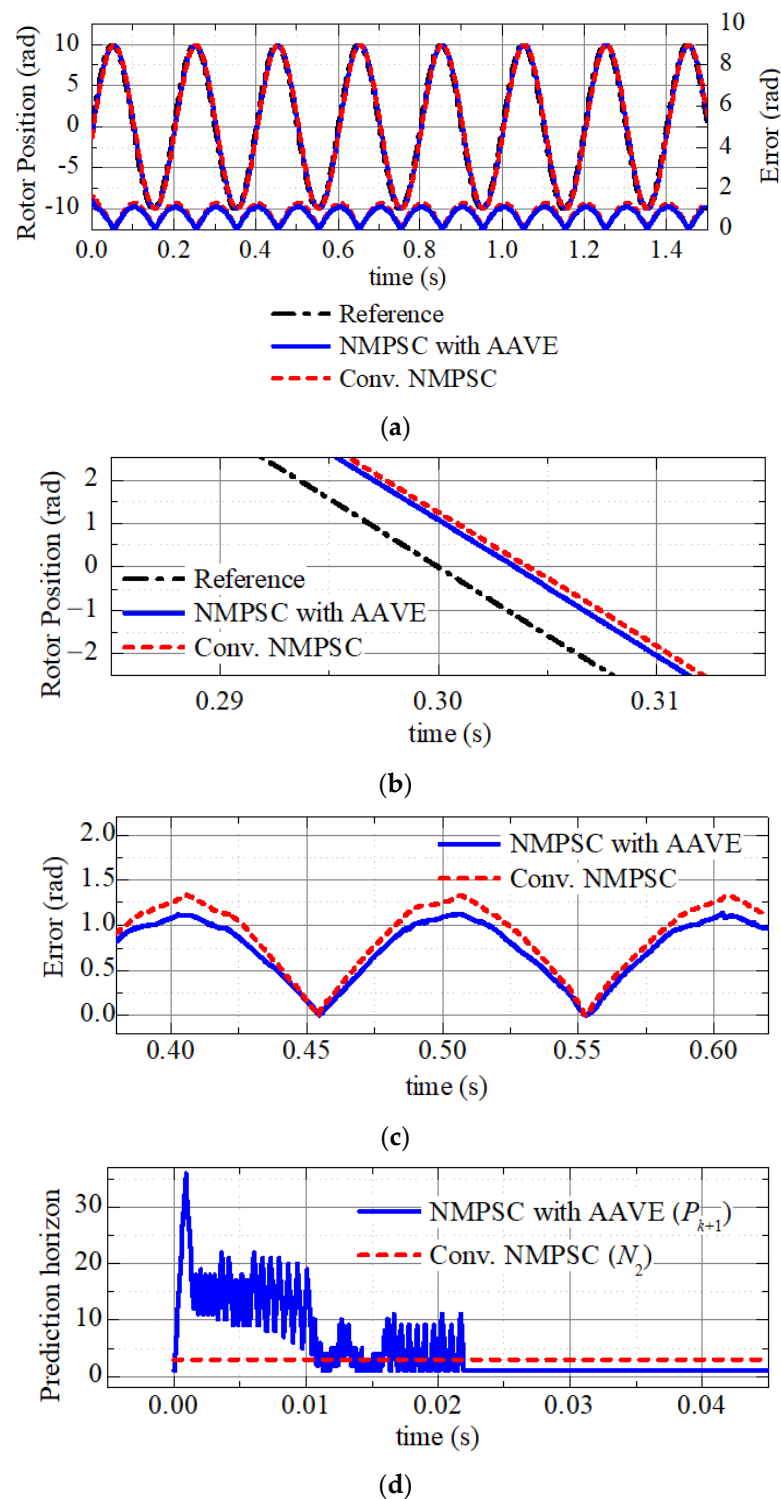 10
5
0
-5
-10
Rotor Position (rad)
10
8
6
4
2
0
Error (rad)
0.0 0.2 0.4 0.6 0.8 1.0 1.2 1.4
time (s)
Reference
NMPSC with AAVE
Conv. NMPSC
(a)
2
1
0
−1
−2
Rotor Position (rad)
Reference
NMPSC with AAVE
Conv. NMPSC
0.29 0.30 0.31
time (s)
(b)
2.0
1.5
1.0
0.5
0.0
Error (rad)
NMPSC with AAVE
Conv. NMPSC
0.40 0.45 0.50 0.55 0.60
time (s)
(c)
30
20
10
0
Prediction horizon
NMPSC with AAVE (P_{k+1})
Conv. NMPSC (N_2)
0.00 0.01 0.02 0.03 0.04
time (s)
(d)